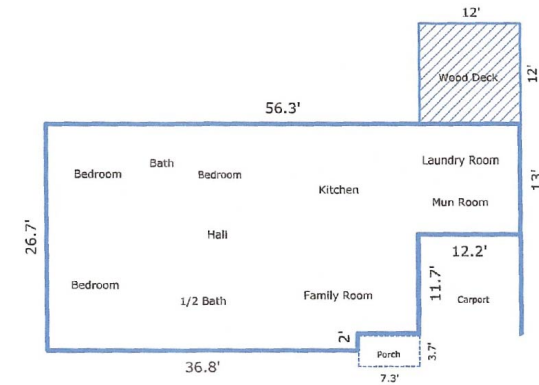 12'
Wood Deck
12'
56.3'
Bedroom
Bath
Bedroom
Kitchen
Laundry Room
13'
Mun Room
26.7'
Hall
12.2'
11.7'
Carport
Bedroom
1/2 Bath
Family Room
2'
Porch
3.7'
7.3'
36.8'